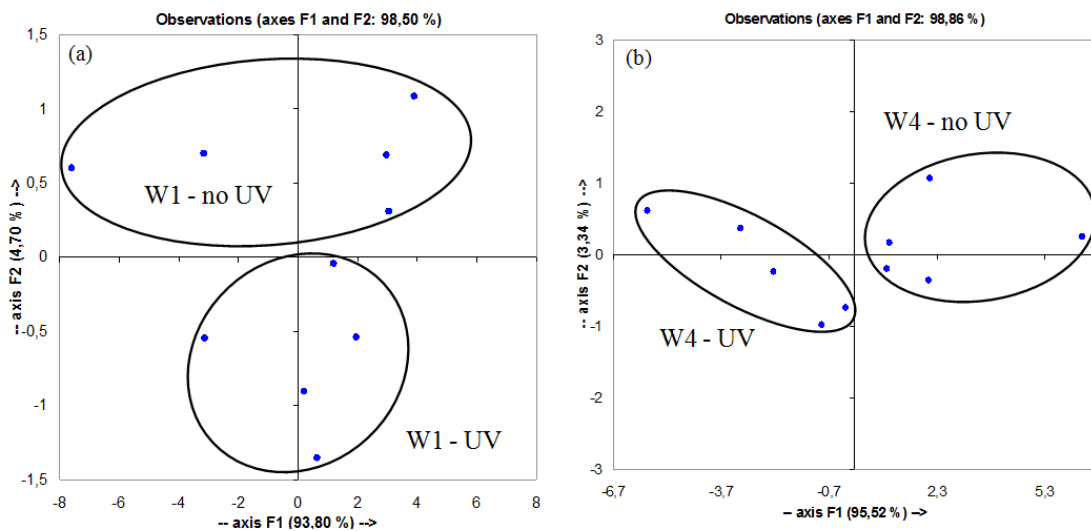 Observations (axes F1 and F2: 98,50 %)
(a)
1,5
1
0,5
0
-0,5
-1
-1,5
-- axis F2 (4,70 %) -->
W1 - no UV
W1 - UV
-8
-6
-4
-2
0
2
4
6
8
-- axis F1 (93,80 %) -->
Observations (axes F1 and F2: 98,86 %)
(b)
3
2
1
0
-1
-2
-3
-- axis F2 (3,34 %) -->
W4 - no UV
W4 - UV
-6,7
-3,7
-0,7
2,3
5,3
-- axis F1 (95,52 %) -->